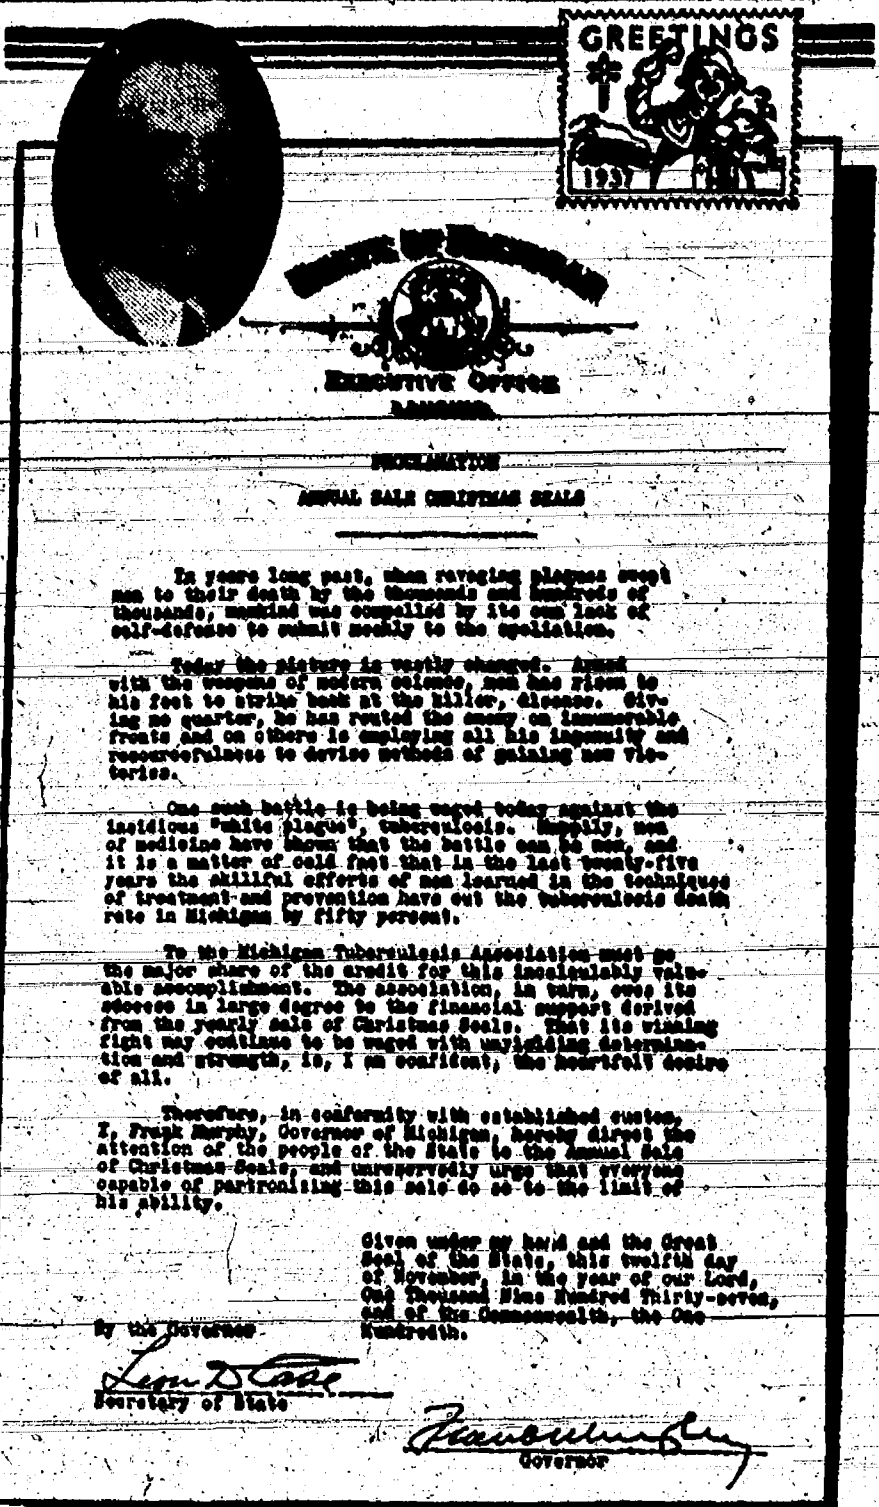 GREETINGS
1937
STATE OF MICHIGAN
EXECUTIVE OFFICE
LANSING
PROCLAMATION
ANNUAL SALE CHRISTMAS SEALS
In years long past, when ravaging plagues swept
men to their death by the thousands and hundreds of
thousands, mankind was compelled by its own lack of
self-defense to submit meekly to the spoliation.
Today the picture is vastly changed. Armed
with the weapons of modern science, man has risen to
his feet to strike back at the killer, disease. Giv-
ing no quarter, he has routed the enemy on innumerable
fronts and on others is employing all his ingenuity and
resourcefulness to devise methods of gaining new vic-
tories.
One such battle is being waged today against the
insidious "white plague", tuberculosis. Happily, men
of medicine have shown that the battle can be won, and
it is a matter of cold fact that in the last twenty-five
years the skillful efforts of men learned in the techniques
of treatment and prevention have cut the tuberculosis death
rate in Michigan by fifty percent.
To the Michigan Tuberculosis Association must go
the major share of the credit for this incalculably valu-
able accomplishment. The association, in turn, owes its
success in large degree to the financial support derived
from the yearly sale of Christmas Seals. That its winning
fight may continue to be waged with unyielding determina-
tion and strength, is, I am confident, the heartfelt desire
of all.
Therefore, in conformity with established custom,
I, Frank Murphy, Governor of Michigan, hereby direct the
attention of the people of the State to the Annual Sale
of Christmas Seals, and unreservedly urge that everyone
capable of partronizing this sale do so to the limit of
his ability.
Given under my hand and the Great
Seal of the State, this twelfth day
of November, in the year of our Lord,
One Thousand Nine Hundred Thirty-seven,
and of the Commonwealth, the One
Hundredth.
By the Governor
Leon D Case
Secretary of State
Frank Murphy
Governor